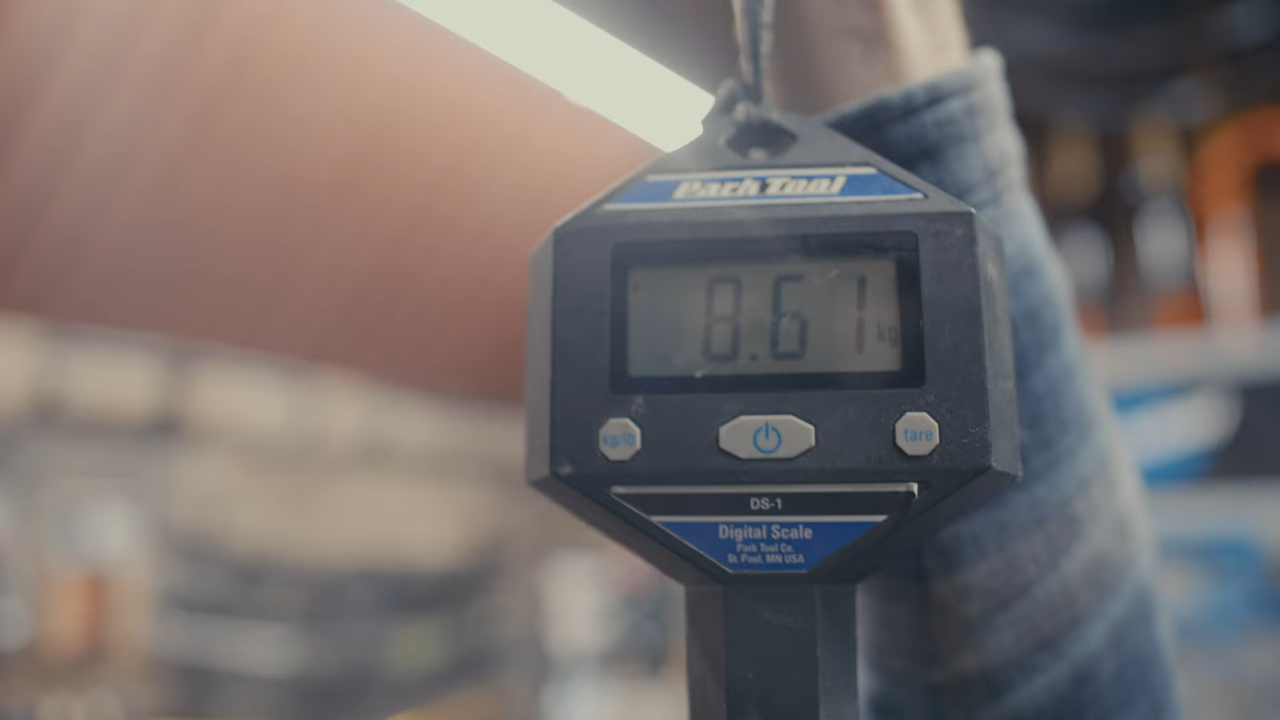 Park Tool
8.61 kg
kg/lb
tare
DS-1
Digital Scale
Park Tool Co.
St. Paul, MN USA